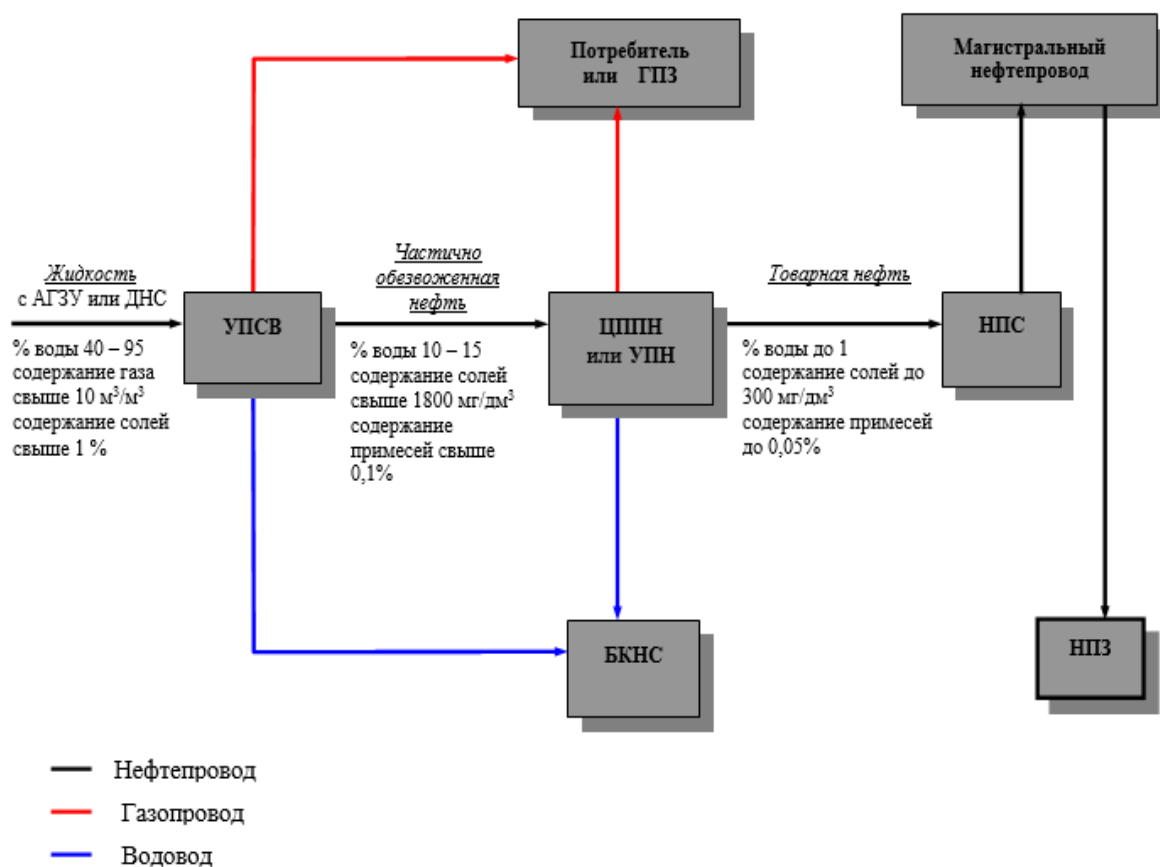 Потребитель
или ГПЗ
Магистральный
нефтепровод
Жидкость
с АГЗУ или ДНС
% воды 40 – 95
содержание газа
свыше 10 м³/м³
содержание солей
свыше 1 %
УПСВ
Частично
обезвоженная
нефть
% воды 10 – 15
содержание солей
свыше 1800 мг/дм³
содержание
примесей свыше
0,1%
ЦППН
или УПН
Товарная нефть
% воды до 1
содержание солей до
300 мг/дм³
содержание примесей
до 0,05%
НПС
БКНС
НПЗ
Нефтепровод
Газопровод
Водовод